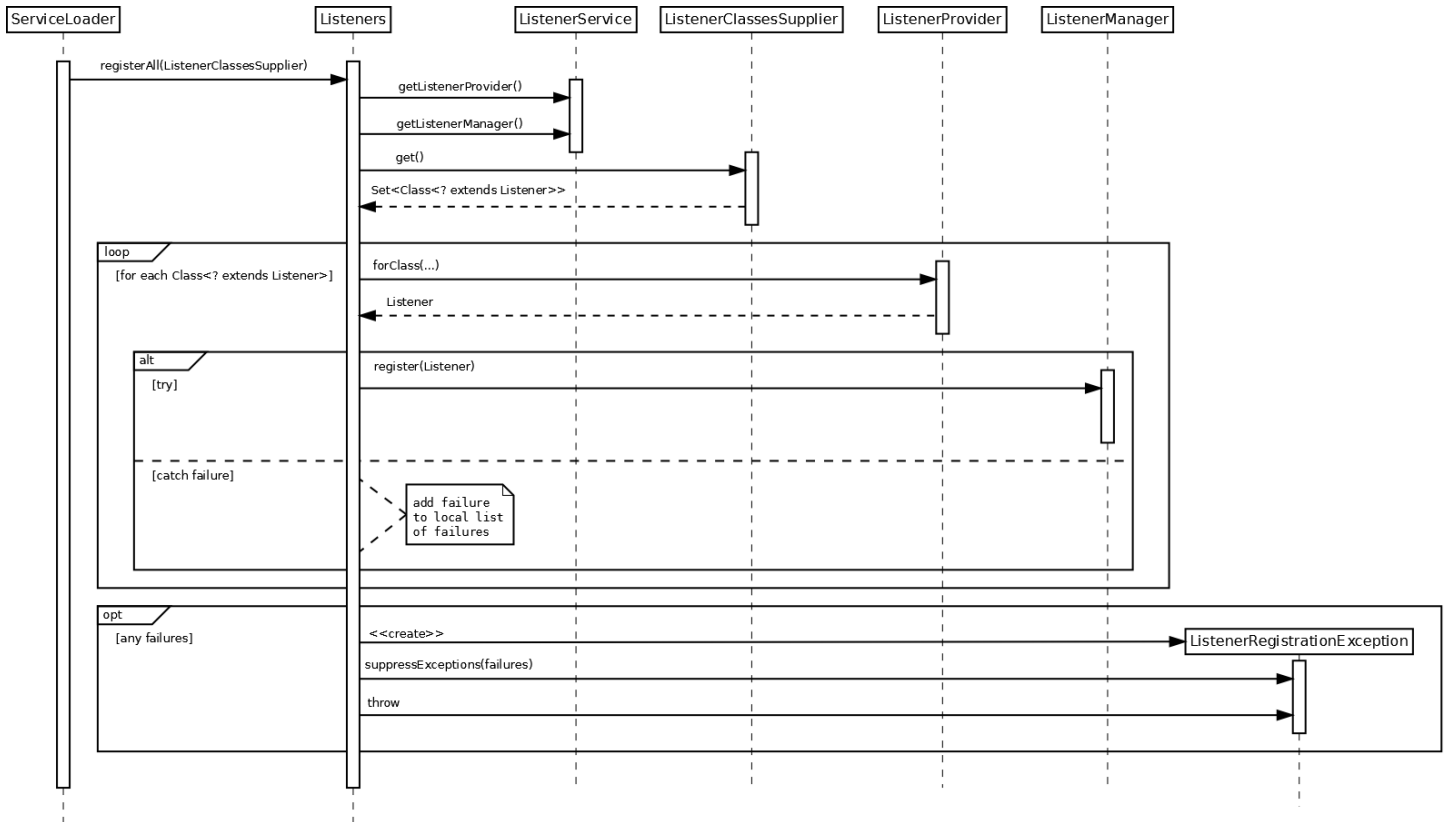 ServiceLoader
Listeners
ListenerService
ListenerClassesSupplier
ListenerProvider
ListenerManager
registerAll(ListenerClassesSupplier)
getListenerProvider()
getListenerManager()
get()
Set<Class<? extends Listener>>
loop
[for each Class<? extends Listener>]
forClass(...)
Listener
alt
[try]
register(Listener)
[catch failure]
add failure
to local list
of failures
opt
[any failures]
<<create>>
ListenerRegistrationException
suppressExceptions(failures)
throw